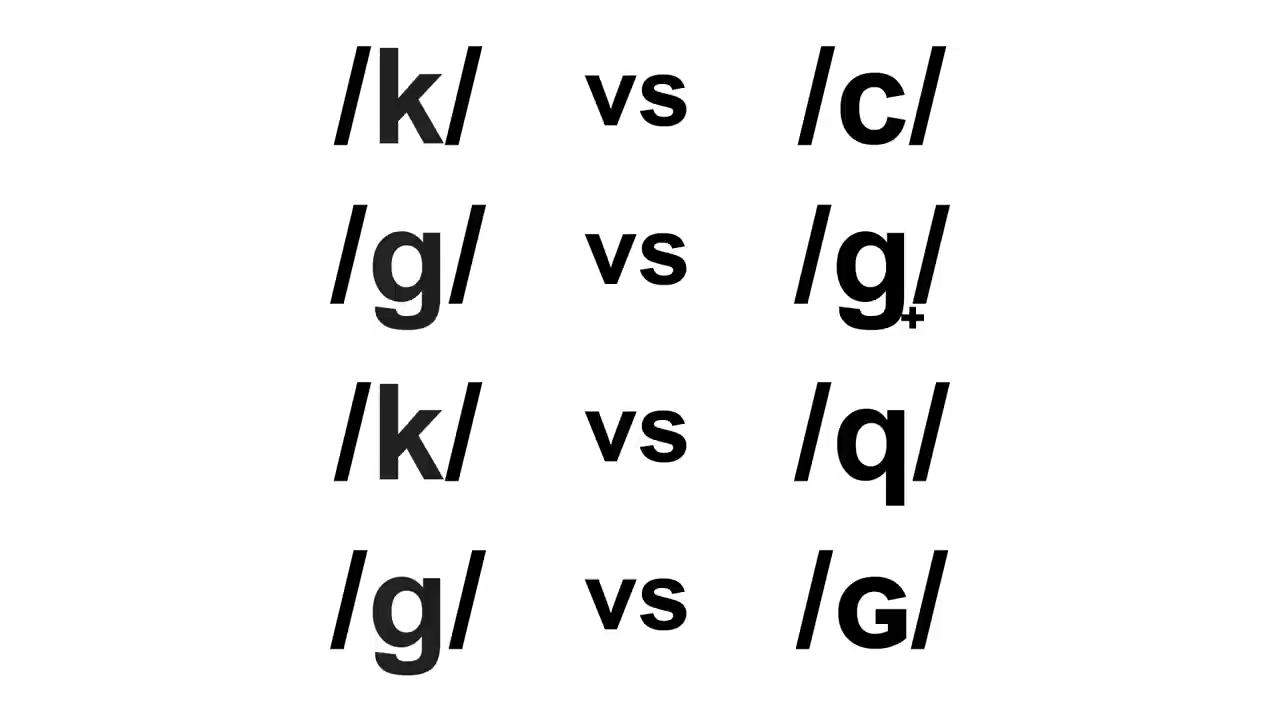 /k/ vs /c/
/g/ vs /g̟/
/k/ vs /q/
/g/ vs /ɢ/